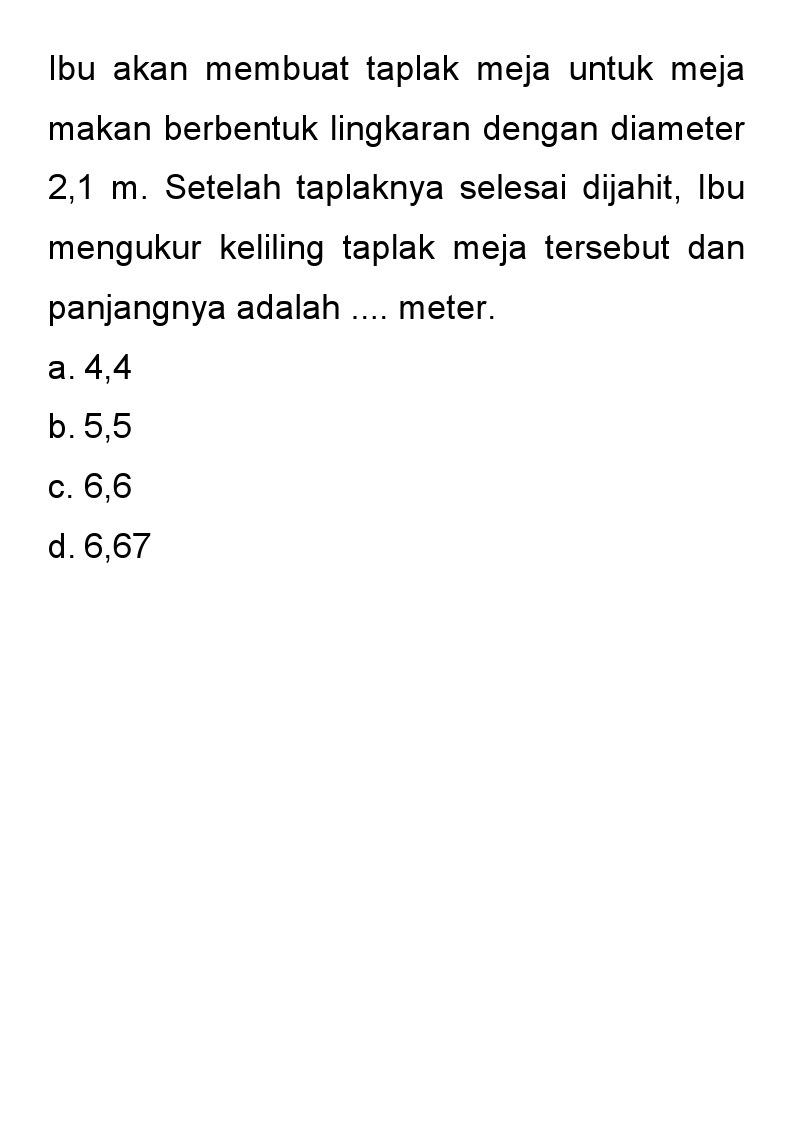 Ibu akan membuat taplak meja untuk meja
makan berbentuk lingkaran dengan diameter
2,1 m. Setelah taplaknya selesai dijahit, Ibu
mengukur keliling taplak meja tersebut dan
panjangnya adalah .... meter.
a. 4,4
b. 5,5
c. 6,6
d. 6,67